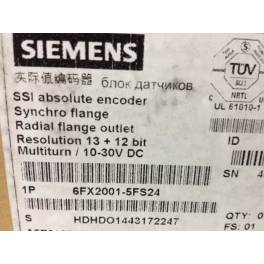 SIEMENS
实际值编码器 блок датчиков
SSI absolute encoder
Synchro flange
Radial flange outlet
Resolution 13 + 12 bit
Multiturn / 10-30V DC
1P 6FX2001-5FS24
S HDHDO1443172247
TÜV
NRTL
C US
UL 61010-1
ID
SN 4
QTY: 0
FS: 01